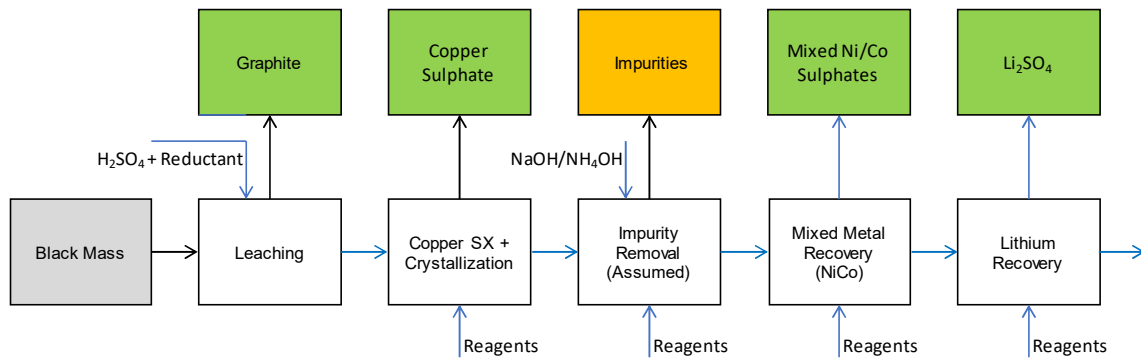 Graphite
Copper
Sulphate
Impurities
Mixed Ni/Co
Sulphates
Li₂SO₄
H₂SO₄ + Reductant
NaOH/NH₄OH
Black Mass
Leaching
Copper SX +
Crystallization
Impurity
Removal
(Assumed)
Mixed Metal
Recovery
(NiCo)
Lithium
Recovery
Reagents
Reagents
Reagents
Reagents